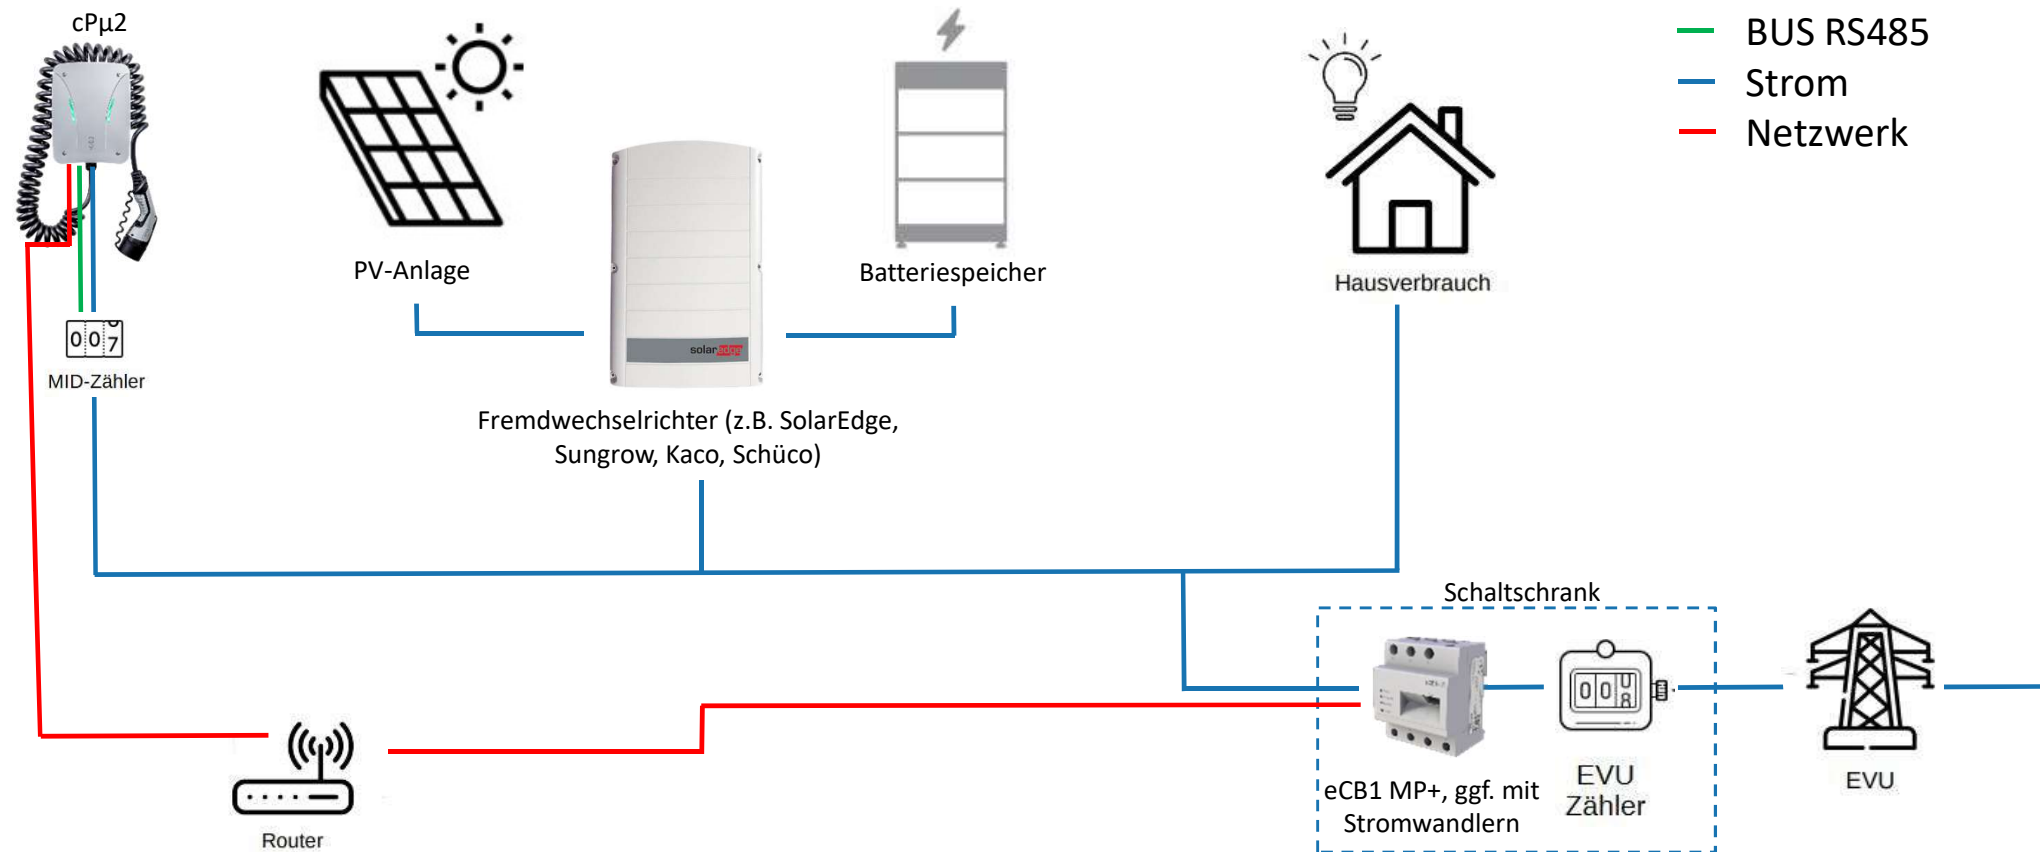 cPµ2
BUS RS485
Strom
Netzwerk
PV-Anlage
Batteriespeicher
Hausverbrauch
007
MID-Zähler
solaredge
Fremdwechselrichter (z.B. SolarEdge,
Sungrow, Kaco, Schüco)
Schaltschrank
eCB1 MP+, ggf. mit
Stromwandlern
EVU
Zähler
EVU
Router